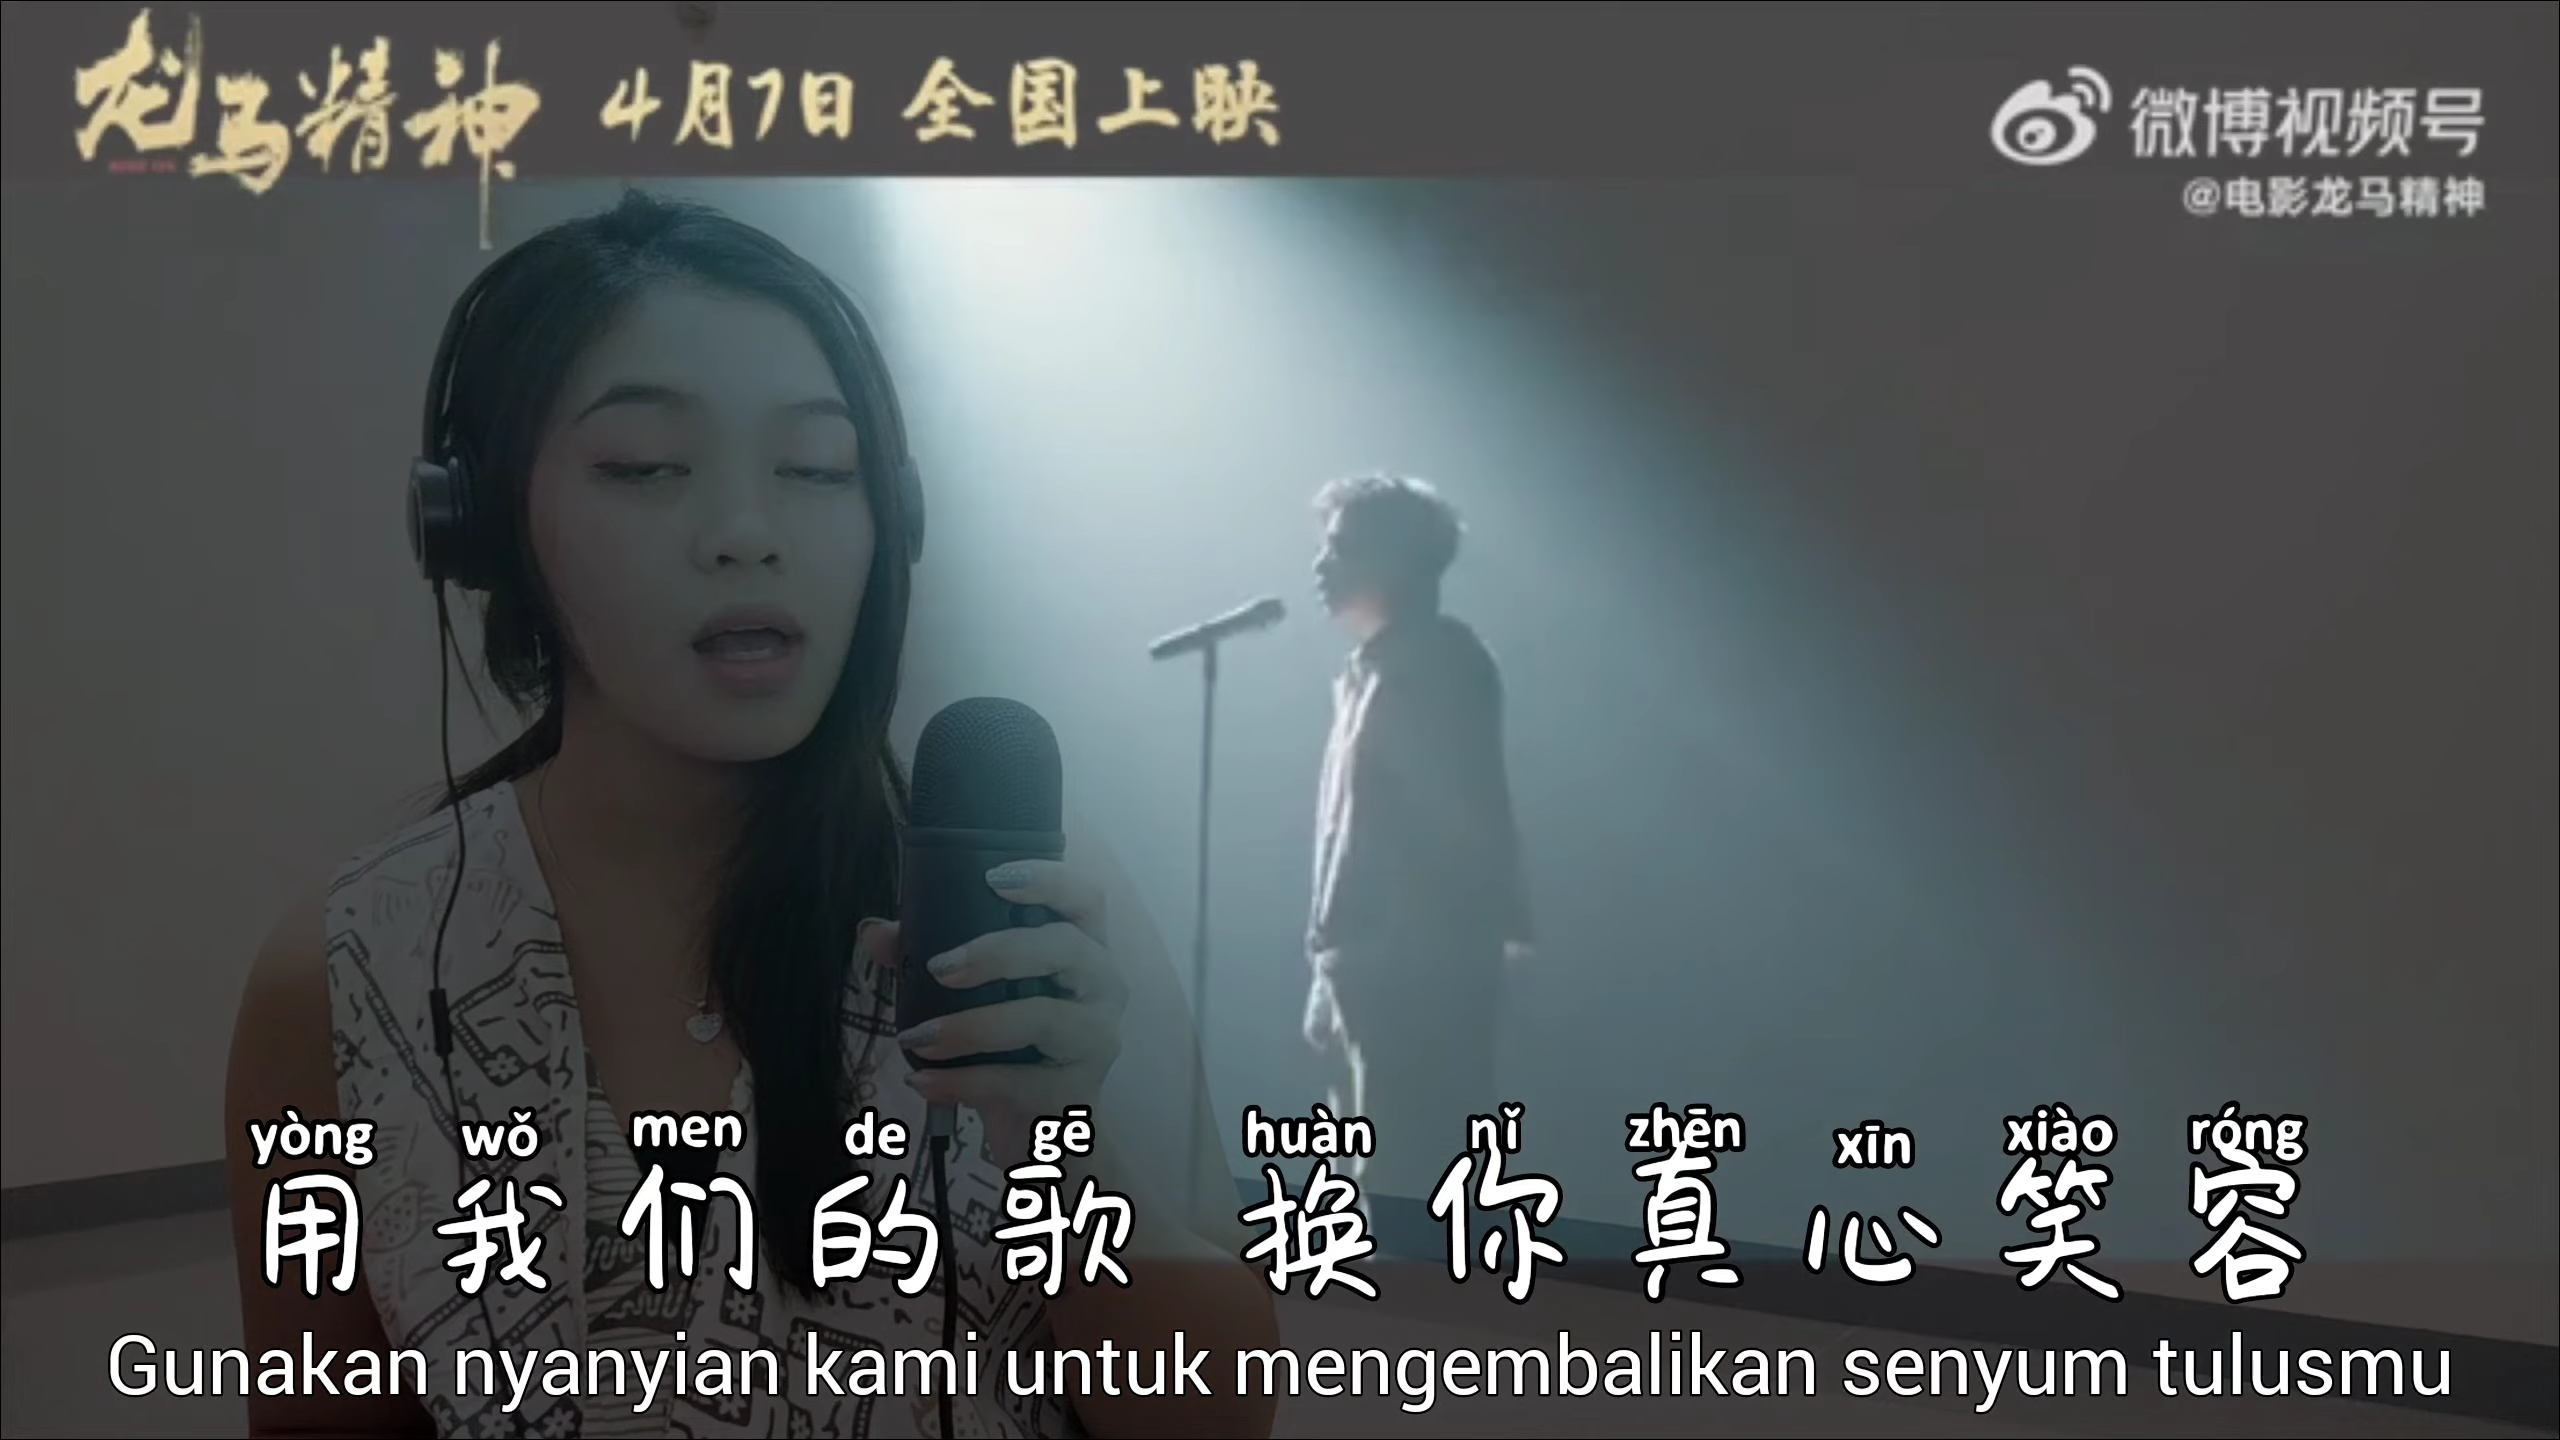 龙马精神 4月7日 全国上映
微博视频号
@电影龙马精神
yòng wǒ men de gē huàn nǐ zhēn xīn xiào róng
用我们的歌 换你真心笑容
Gunakan nyanyian kami untuk mengembalikan senyum tulusmu